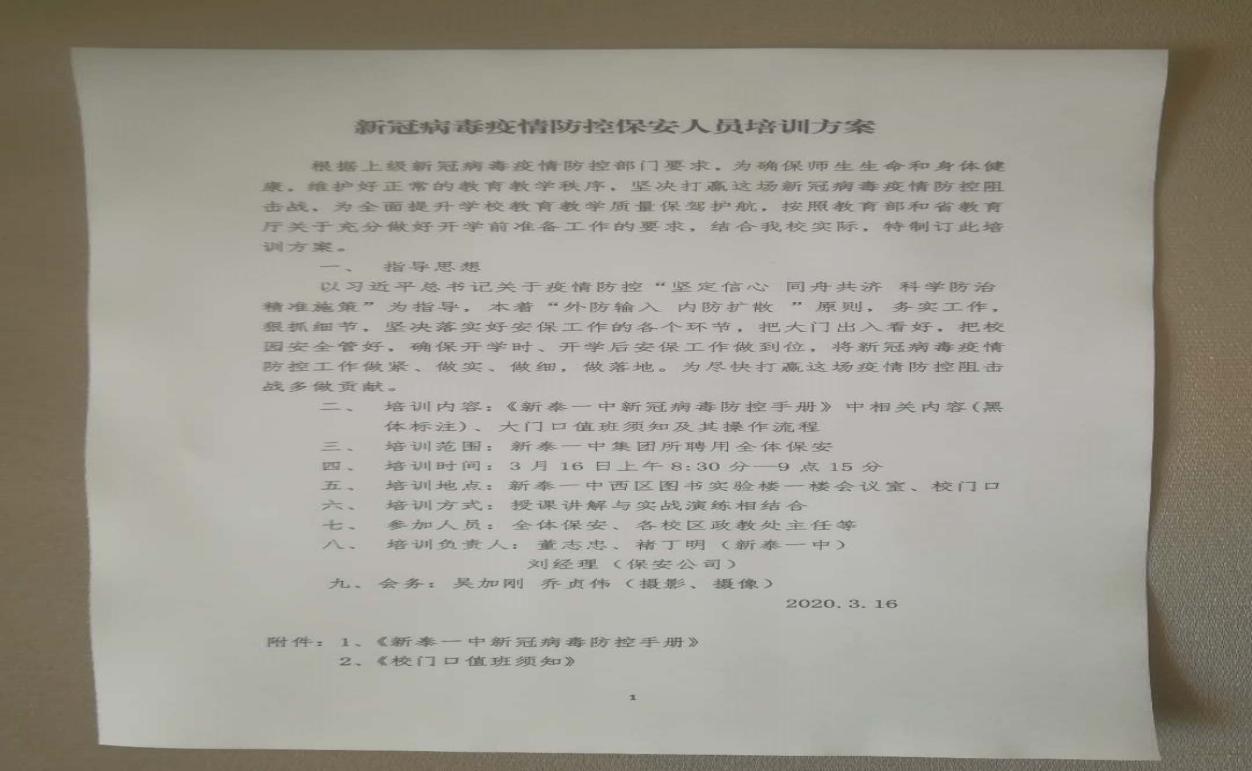 新冠病毒疫情防控保安人员培训方案
根据上级新冠病毒疫情防控部门要求，为确保师生生命和身体健
康，维护好正常的教育教学秩序，坚决打赢这场新冠病毒疫情防控阻
击战，为全面提升学校教育教学质量保驾护航，按照教育部和省教育
厅关于充分做好开学前准备工作的要求，结合我校实际，特制订此培
训方案。
一、 指导思想
以习近平总书记关于疫情防控“坚定信心 同舟共济 科学防治
精准施策”为指导，本着“外防输入 内防扩散 ”原则，务实工作，
狠抓细节，坚决落实好安保工作的各个环节，把大门出入看好，把校
园安全管好，确保开学时、开学后安保工作做到位，将新冠病毒疫情
防控工作做紧、做实、做细，做落地。为尽快打赢这场疫情防控阻击
战多做贡献。
二、 培训内容：《新泰一中新冠病毒防控手册》中相关内容(黑
体标注)、大门口值班须知及其操作流程
三、 培训范围：新泰一中集团所聘用全体保安
四、 培训时间：3 月 16 日上午 8:30 分—9 点 15 分
五、 培训地点：新泰一中西区图书实验楼一楼会议室、校门口
六、 培训方式：授课讲解与实战演练相结合
七、 参加人员：全体保安、各校区政教处主任等
八、 培训负责人：董志忠、褚丁明（新泰一中）
刘经理（保安公司）
九、会务：吴加刚 乔贞伟（摄影、摄像）
2020.3.16
附件：1、《新泰一中新冠病毒防控手册》
2、《校门口值班须知》
1